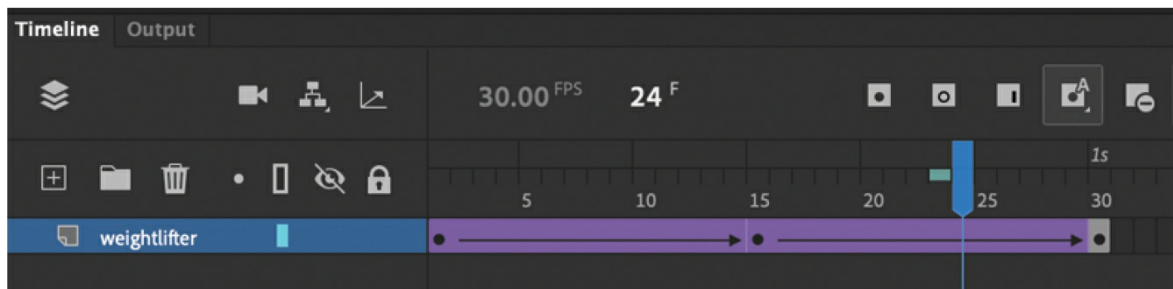 Timeline Output
30.00 FPS 24 F
A
1s
5 10 15 20 25 30
weightlifter